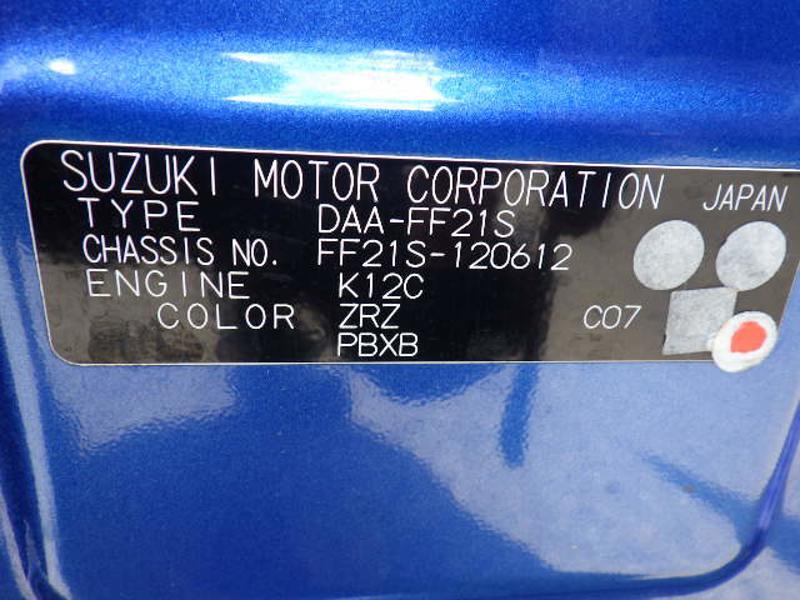 SUZUKI MOTOR CORPORATION JAPAN
TYPE DAA-FF21S
CHASSIS NO. FF21S-120612
ENGINE K12C
COLOR ZRZ C07
PBXB